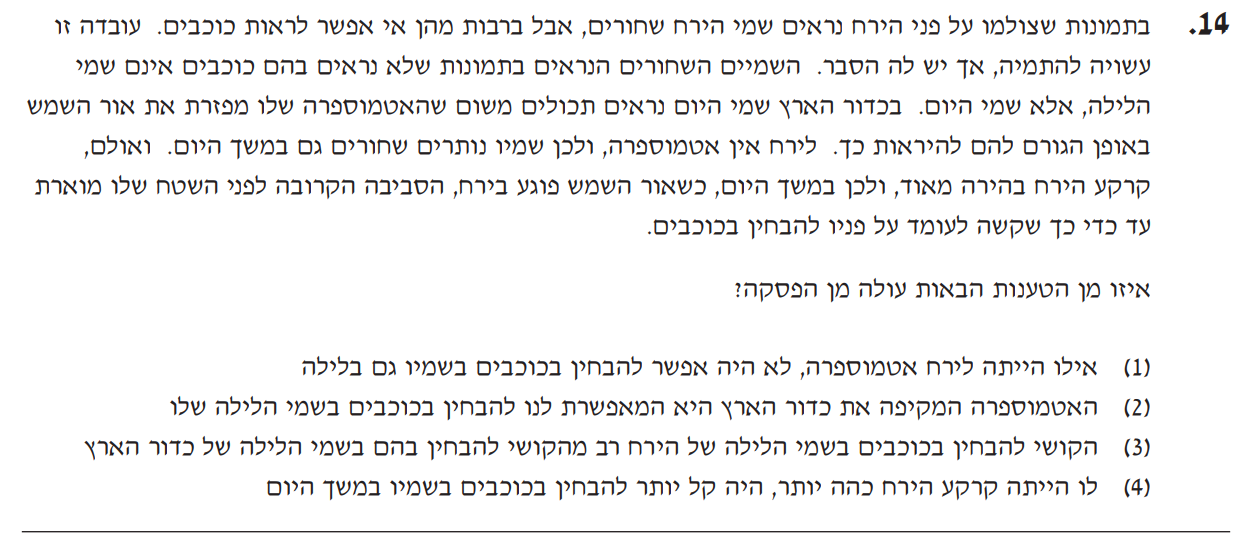 14. בתמונות שצולמו על פני הירח נראים שמי הירח שחורים, אבל ברבות מהן אי אפשר לראות כוכבים. עובדה זו
עשויה להתמיה, אך יש לה הסבר. השמיים השחורים הנראים בתמונות שלא נראים בהם כוכבים אינם שמי
הלילה, אלא שמי היום. בכדור הארץ שמי היום נראים תכולים משום שהאטמוספרה שלו מפזרת את אור השמש
באופן הגורם להם להיראות כך. לירח אין אטמוספרה, ולכן שמיו נותרים שחורים גם במשך היום. ואולם,
קרקע הירח בהירה מאוד, ולכן במשך היום, כשאור השמש פוגע בירח, הסביבה הקרובה לפני השטח שלו מוארת
עד כדי כך שקשה לעומד על פניו להבחין בכוכבים.
איזו מן הטענות הבאות עולה מן הפסקה?
(1) אילו הייתה לירח אטמוספרה, לא היה אפשר להבחין בכוכבים בשמיו גם בלילה
(2) האטמוספרה המקיפה את כדור הארץ היא המאפשרת לנו להבחין בכוכבים בשמי הלילה שלו
(3) הקושי להבחין בכוכבים בשמי הלילה של הירח רב מהקושי להבחין בהם בשמי הלילה של כדור הארץ
(4) לו הייתה קרקע הירח כהה יותר, היה קל יותר להבחין בכוכבים בשמיו במשך היום